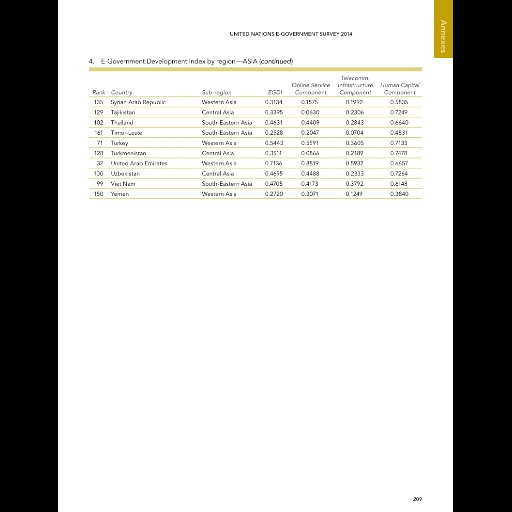 UNITED NATIONS E-GOVERNMENT SURVEY 2014
Annexes
4. E-Government Development Index by region—ASIA (continued)
Rank Country Sub-region EGDI Online Service Component Telecomm. Infrastructure Component Human Capital Component
135 Syrian Arab Republic Western Asia 0.3134 0.1575 0.1992 0.5835
129 Tajikistan Central Asia 0.3395 0.0630 0.2306 0.7249
102 Thailand South-Eastern Asia 0.4631 0.4409 0.2843 0.6640
161 Timor-Leste South-Eastern Asia 0.2528 0.2047 0.0704 0.4831
71 Turkey Western Asia 0.5443 0.5591 0.3605 0.7133
128 Turkmenistan Central Asia 0.3511 0.0866 0.2189 0.7478
32 United Arab Emirates Western Asia 0.7136 0.8819 0.5932 0.6657
100 Uzbekistan Central Asia 0.4695 0.4488 0.2333 0.7264
99 Viet Nam South-Eastern Asia 0.4705 0.4173 0.3792 0.6148
150 Yemen Western Asia 0.2720 0.3071 0.1249 0.3840
209